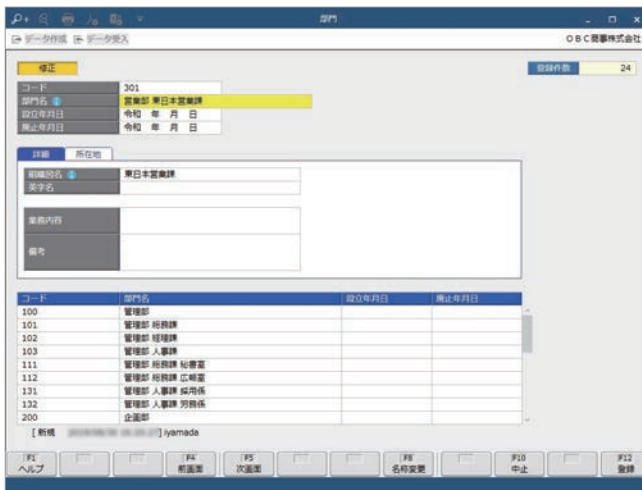 部門
データ作成 データ受入 OBC商事株式会社
修正 登録件数 24
コード 301
部門名 営業部 東日本営業課
設立年月日 令和 年 月 日
廃止年月日 令和 年 月 日
詳細 所在地
組織図名 東日本営業課
英字名
業務内容
備考
コード 部門名 設立年月日 廃止年月日
100 管理部
101 管理部 総務課
102 管理部 経理課
103 管理部 人事課
111 管理部 総務課 秘書室
112 管理部 総務課 広報室
131 管理部 人事課 採用係
132 管理部 人事課 労務係
200 企画部
[ 新規 ] iyamada
F1 F4 F5 F8 F10 F12
ヘルプ 前画面 次画面 名称変更 中止 登録